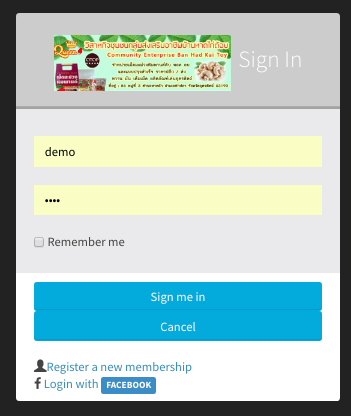 วิสาหกิจชุมชนกลุ่มส่งเสริมอาชีพบ้านหาดไก่ต้อย
Community Enterprise Ban Had Kai Toy
OTOP
Sign In
demo
••••
Remember me
Sign me in
Cancel
Register a new membership
Login with FACEBOOK